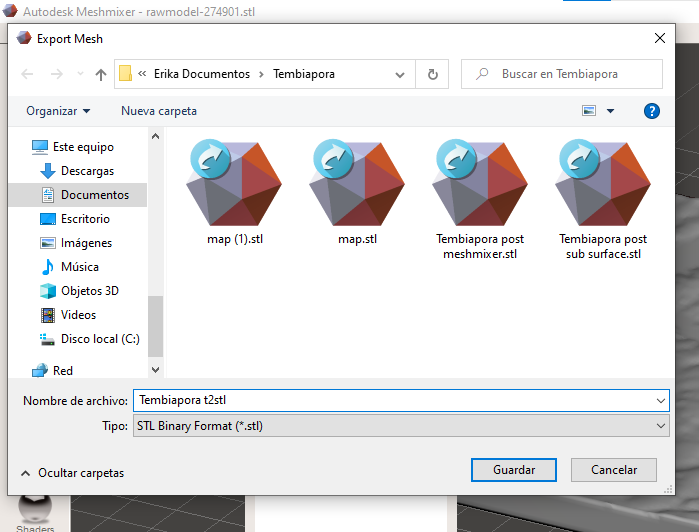 Autodesk Meshmixer - rawmodel-274901.stl
Export Mesh
« Erika Documentos > Tembiapora
Buscar en Tembiapora
Organizar
Nueva carpeta
?
Este equipo
Descargas
Documentos
Escritorio
Imágenes
Música
Objetos 3D
Videos
Disco local (C:)
Red
map (1).stl
map.stl
Tembiapora post
meshmixer.stl
Tembiapora post
sub surface.stl
Nombre de archivo:
Tembiapora t2stl
Tipo:
STL Binary Format (*.stl)
Ocultar carpetas
Guardar
Cancelar
Shaders